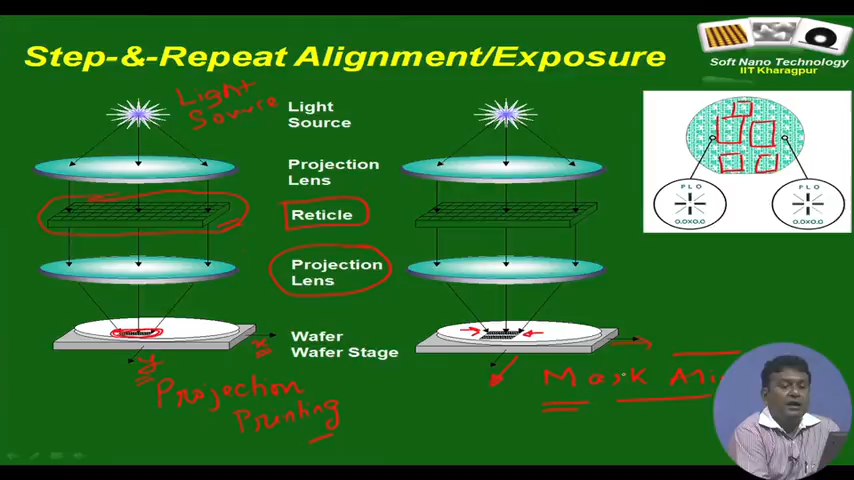 Step-&-Repeat Alignment/Exposure
Soft Nano Technology
IIT Kharagpur
Light Source
Light
Source
Projection
Lens
Reticle
Projection
Lens
Wafer
Wafer Stage
x
y
Projection
Printing
Mask
P L O
0.0X0.0
P L O
0.0X0.0